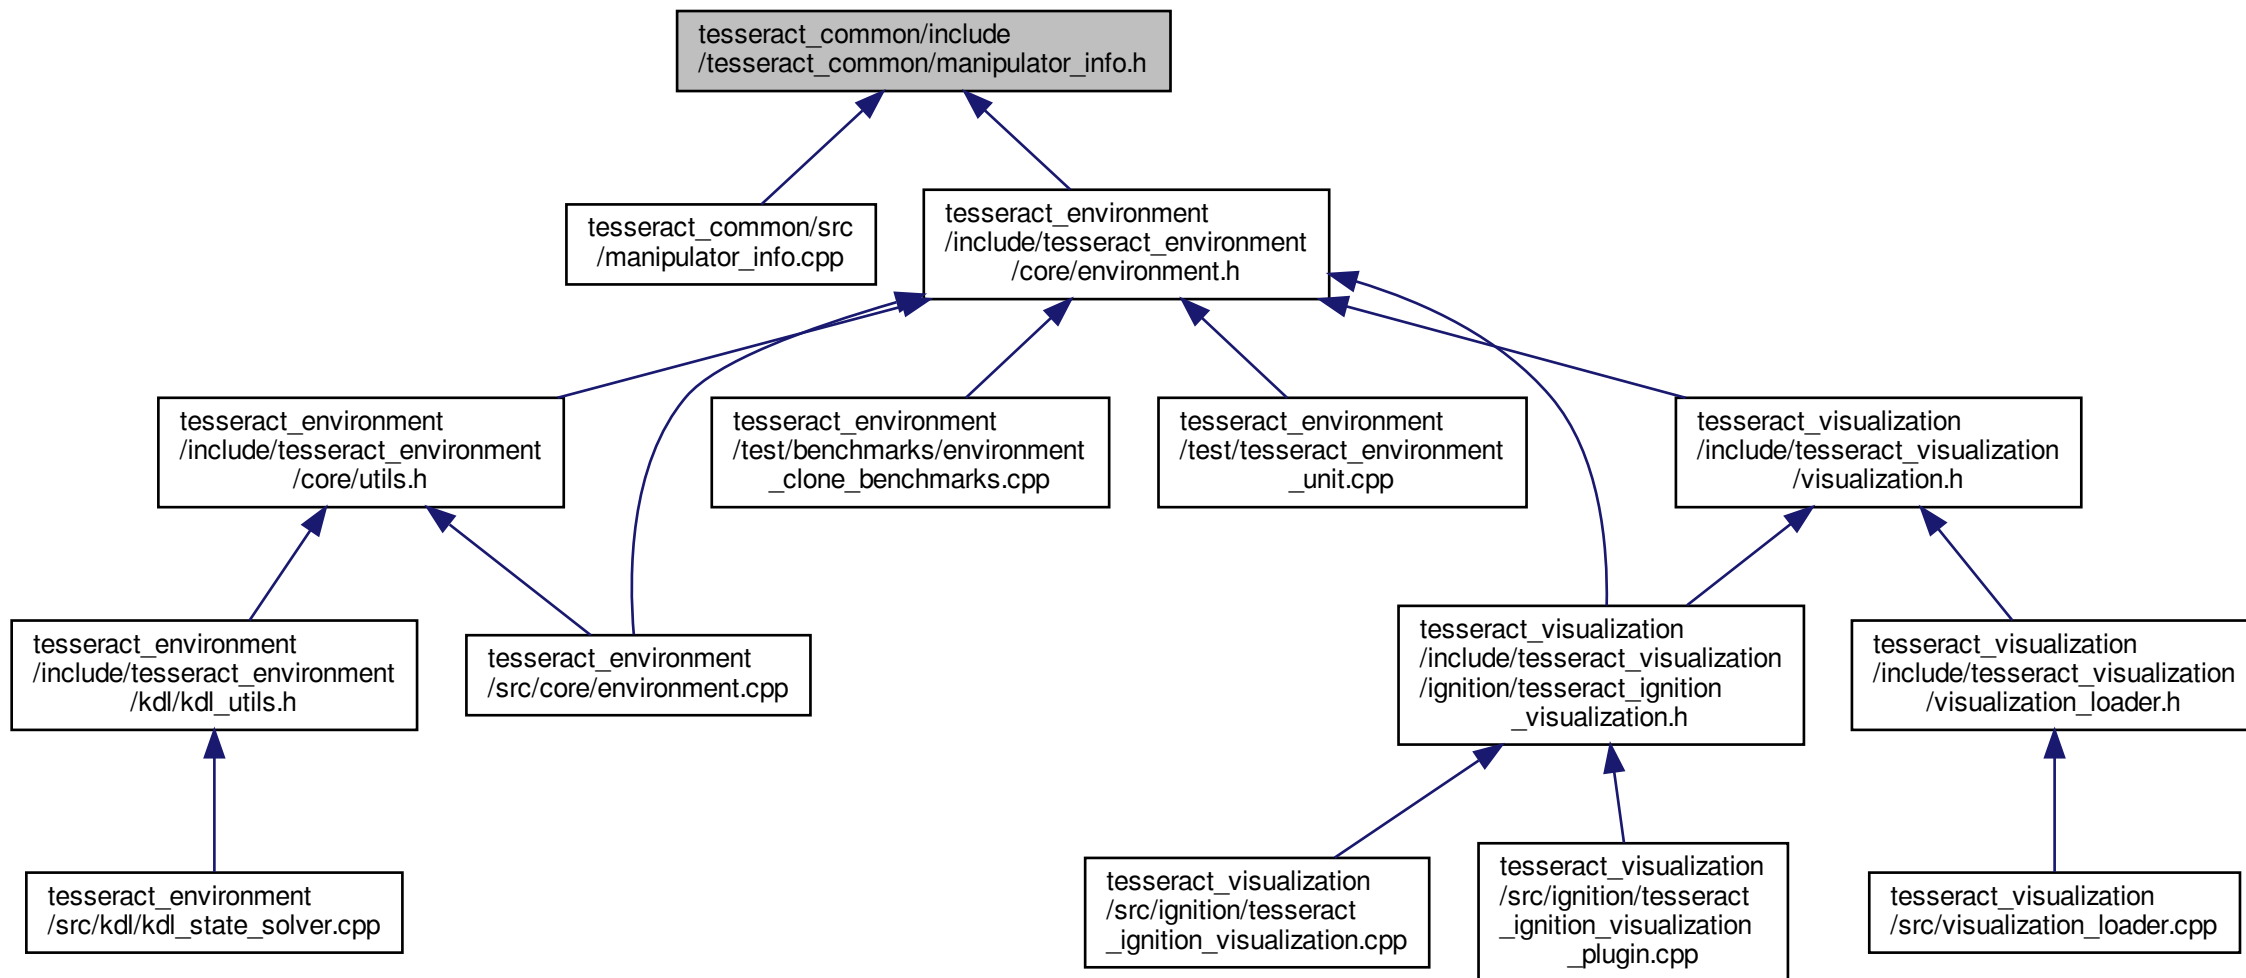 tesseract_common/include
/tesseract_common/manipulator_info.h
tesseract_common/src
/manipulator_info.cpp
tesseract_environment
/include/tesseract_environment
/core/environment.h
tesseract_environment
/include/tesseract_environment
/core/utils.h
tesseract_environment
/test/benchmarks/environment
_clone_benchmarks.cpp
tesseract_environment
/test/tesseract_environment
_unit.cpp
tesseract_visualization
/include/tesseract_visualization
/visualization.h
tesseract_environment
/include/tesseract_environment
/kdl/kdl_utils.h
tesseract_environment
/src/core/environment.cpp
tesseract_visualization
/include/tesseract_visualization
/ignition/tesseract_ignition
_visualization.h
tesseract_visualization
/include/tesseract_visualization
/visualization_loader.h
tesseract_environment
/src/kdl/kdl_state_solver.cpp
tesseract_visualization
/src/ignition/tesseract
_ignition_visualization.cpp
tesseract_visualization
/src/ignition/tesseract
_ignition_visualization
_plugin.cpp
tesseract_visualization
/src/visualization_loader.cpp